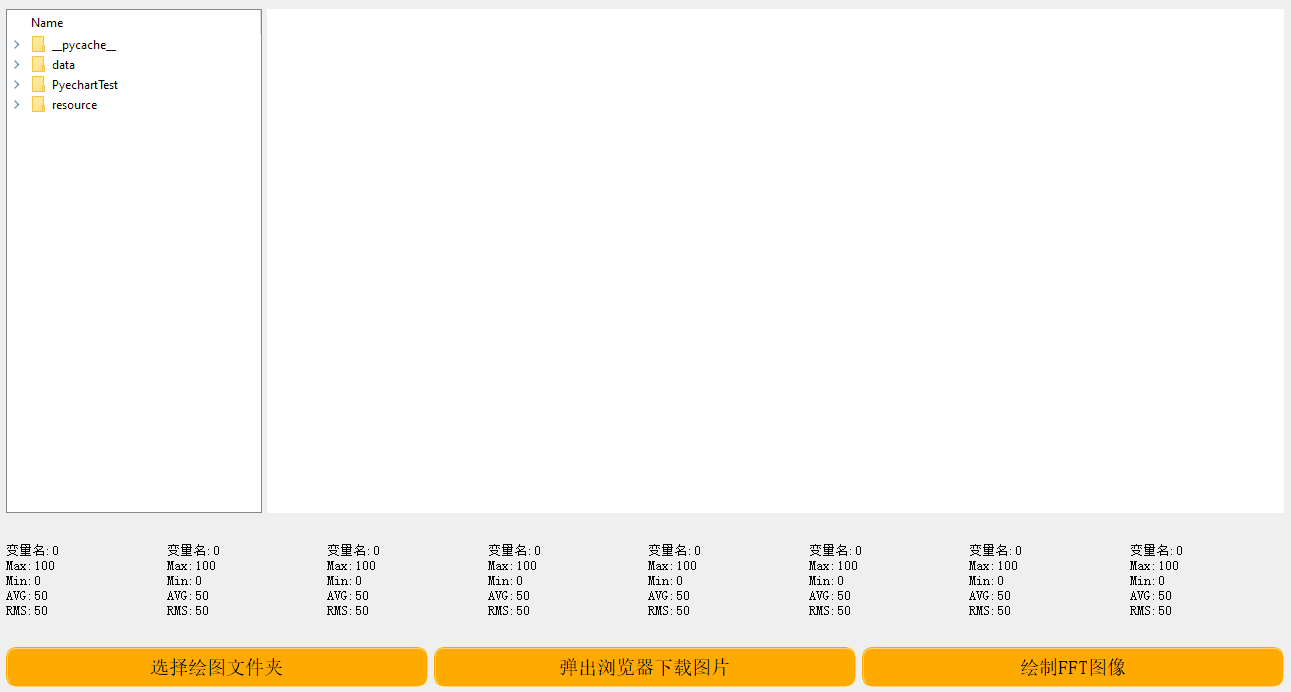 Name
__pycache__
data
PyechartTest
resource
变量名:0 变量名:0 变量名:0 变量名:0 变量名:0 变量名:0 变量名:0 变量名:0
Max:100 Max:100 Max:100 Max:100 Max:100 Max:100 Max:100 Max:100
Min:0 Min:0 Min:0 Min:0 Min:0 Min:0 Min:0 Min:0
AVG:50 AVG:50 AVG:50 AVG:50 AVG:50 AVG:50 AVG:50 AVG:50
RMS:50 RMS:50 RMS:50 RMS:50 RMS:50 RMS:50 RMS:50 RMS:50
选择绘图文件夹 弹出浏览器下载图片 绘制FFT图像